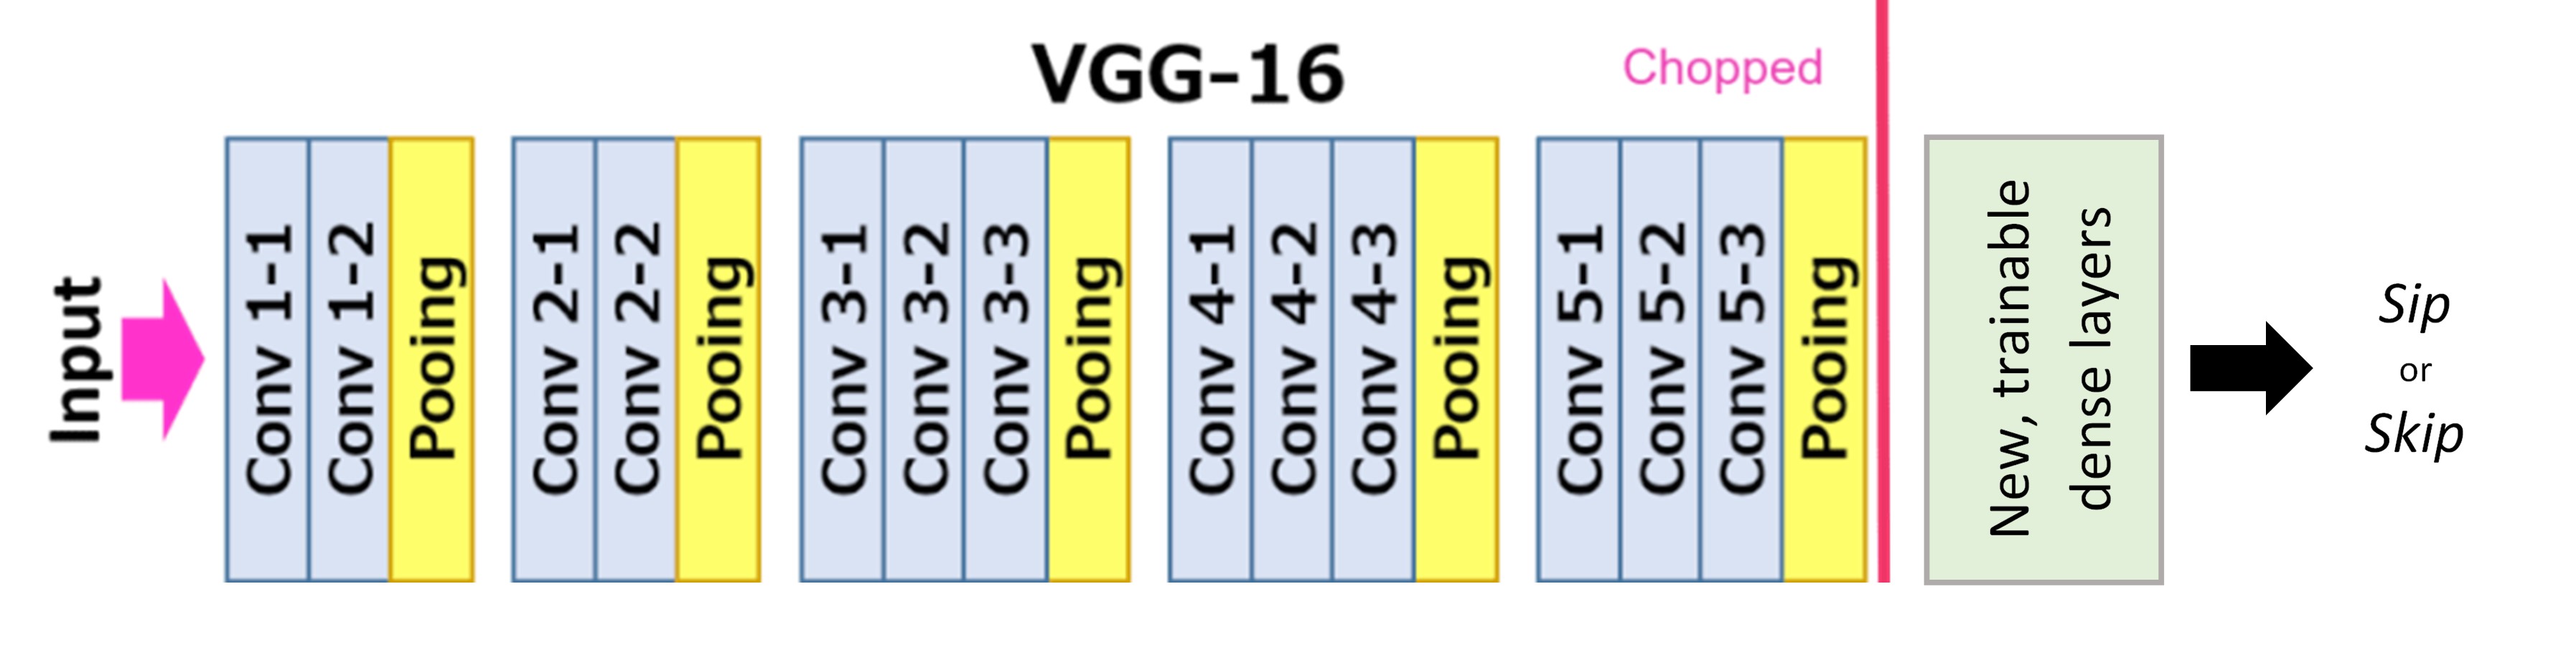 VGG-16
Chopped
Input
Conv 1-1
Conv 1-2
Pooing
Conv 2-1
Conv 2-2
Pooing
Conv 3-1
Conv 3-2
Conv 3-3
Pooing
Conv 4-1
Conv 4-2
Conv 4-3
Pooing
Conv 5-1
Conv 5-2
Conv 5-3
Pooing
New, trainable
dense layers
Sip
or
Skip